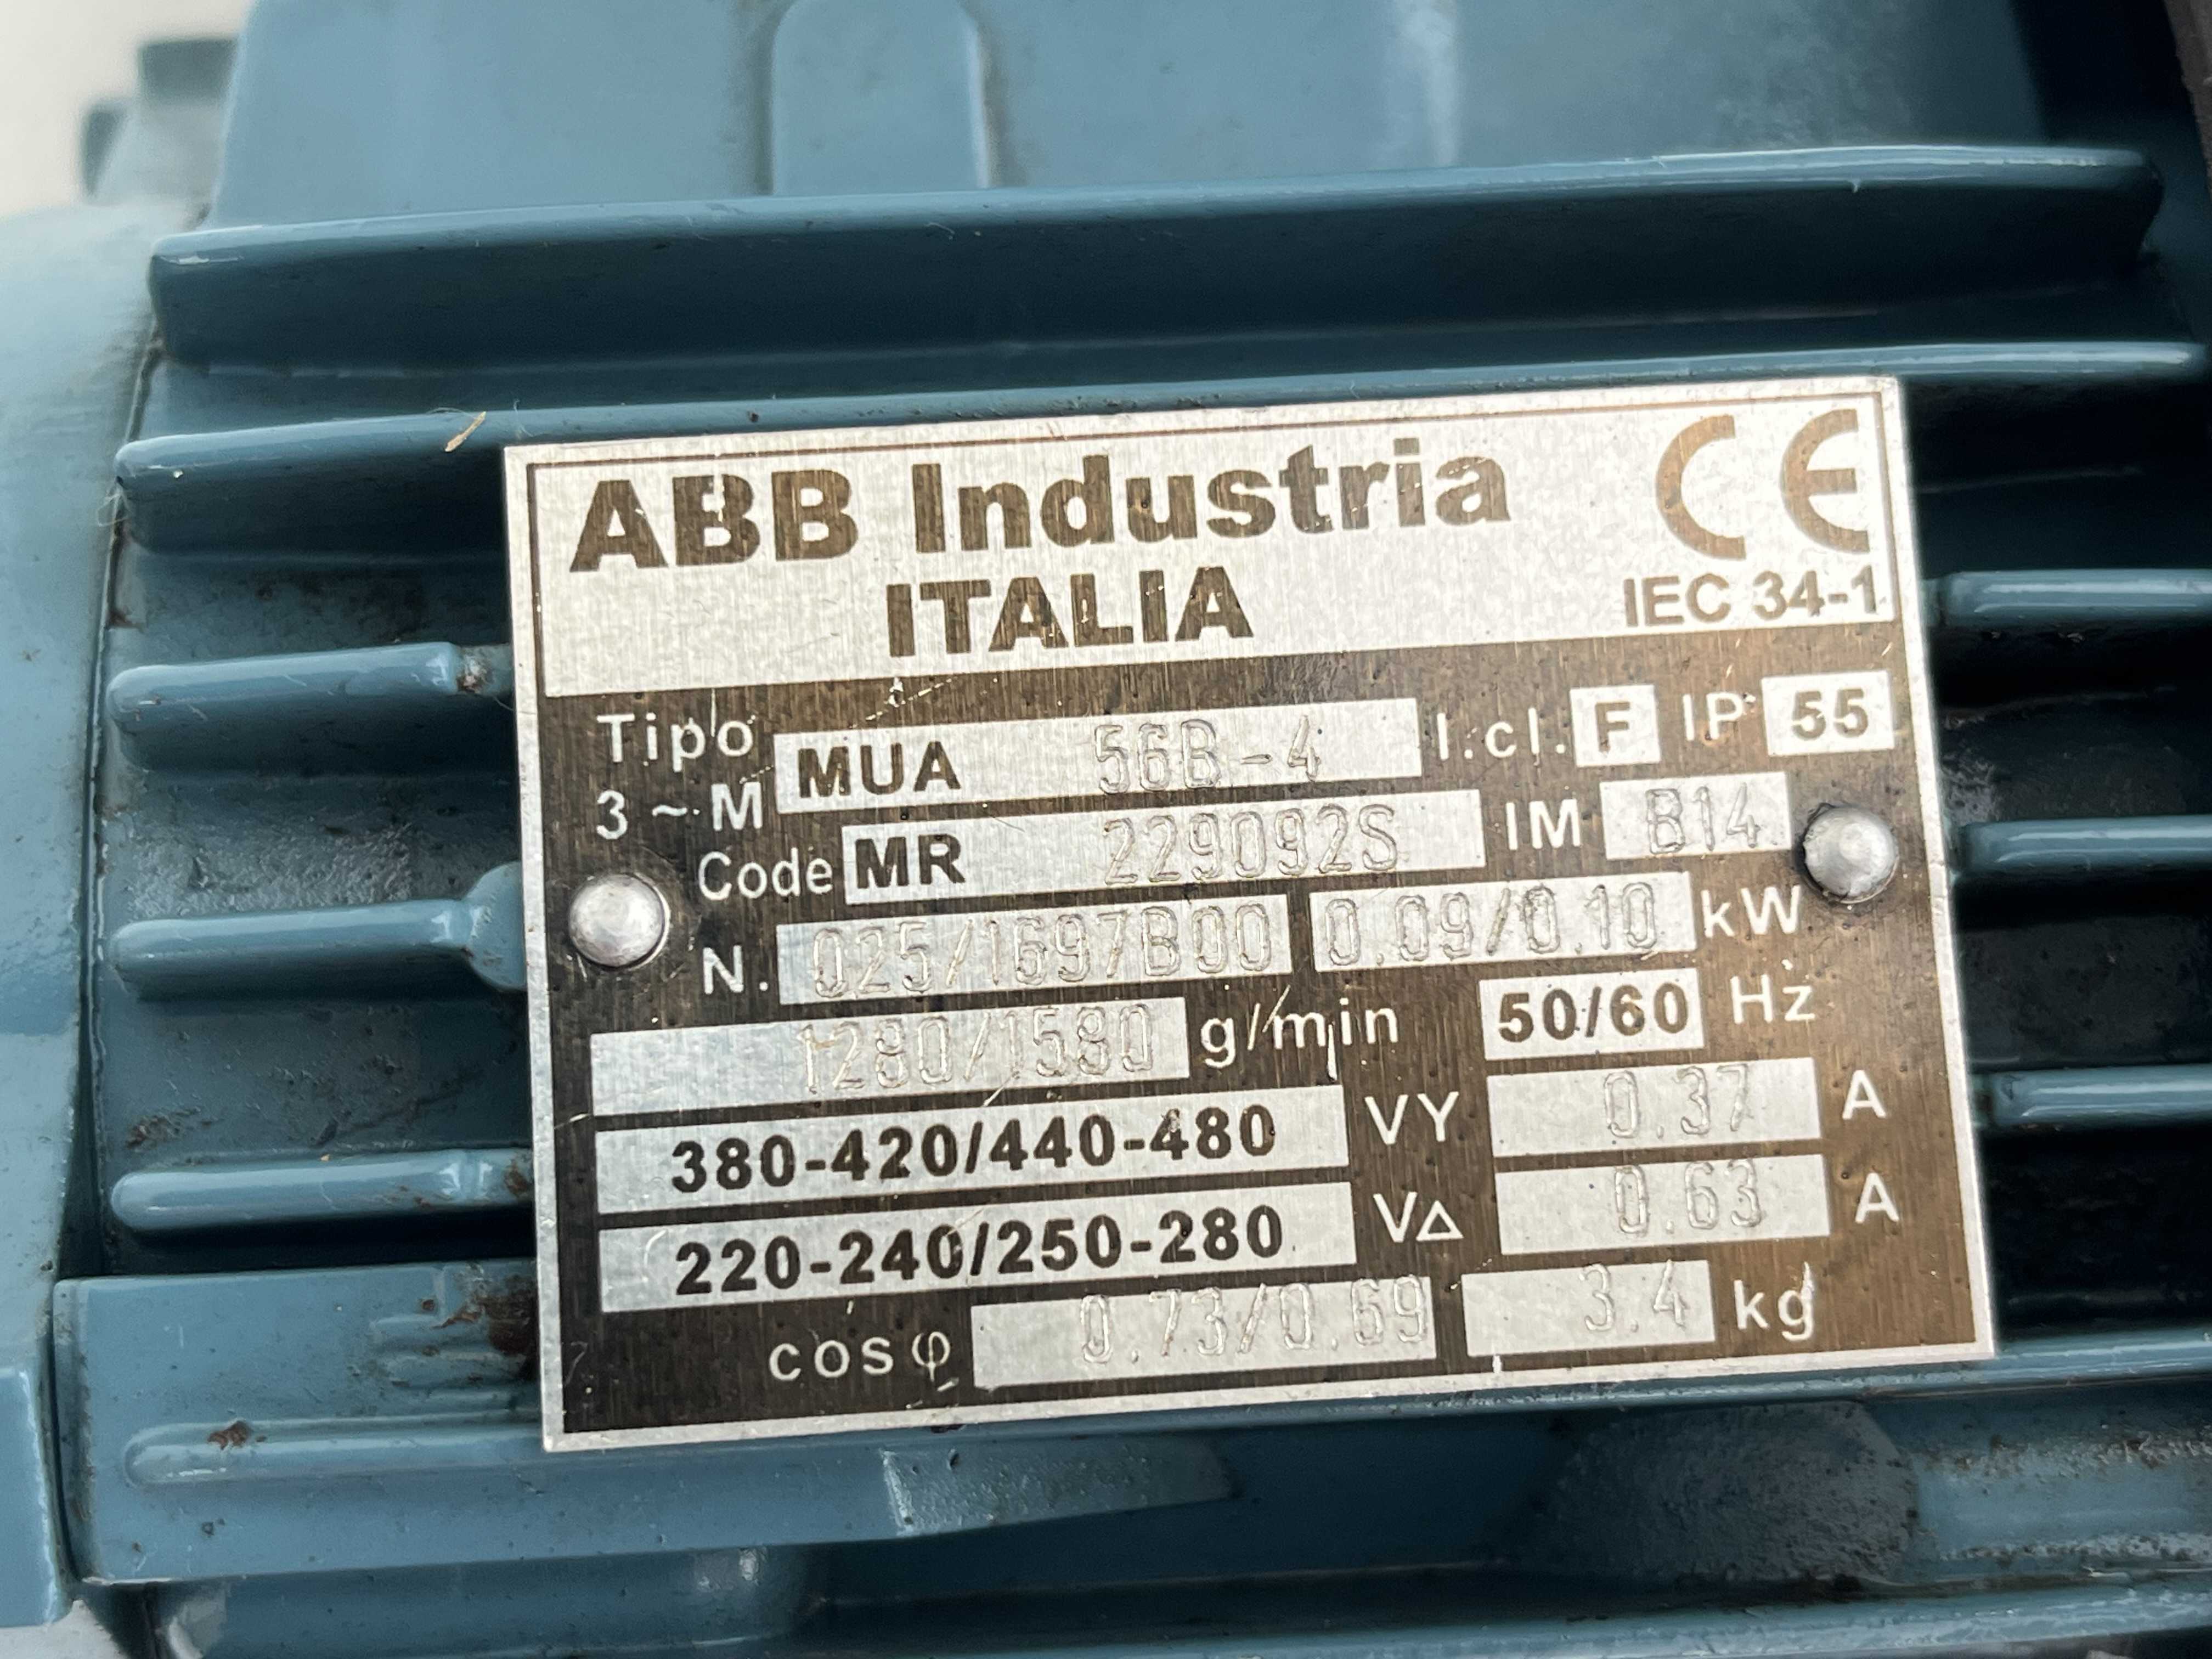 ABB Industria CE
ITALIA IEC 34-1
Tipo MUA 56B-4 I.cl. F IP 55
3~M
Code MR 229092S IM B14
N. 025/1697B00 0.09/0.10 kW
1280/1580 g/min 50/60 Hz
380-420/440-480 VY 0.37 A
220-240/250-280 V△ 0.63 A
cosφ 0.73/0.69 3.4 kg